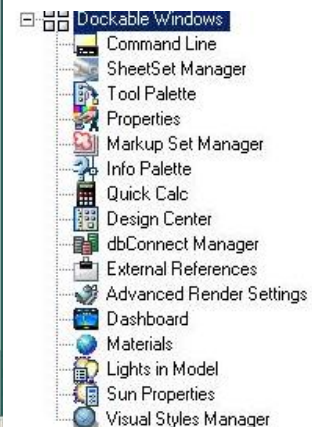 Dockable Windows
Command Line
SheetSet Manager
Tool Palette
Properties
Markup Set Manager
Info Palette
Quick Calc
Design Center
dbConnect Manager
External References
Advanced Render Settings
Dashboard
Materials
Lights in Model
Sun Properties
Visual Styles Manager